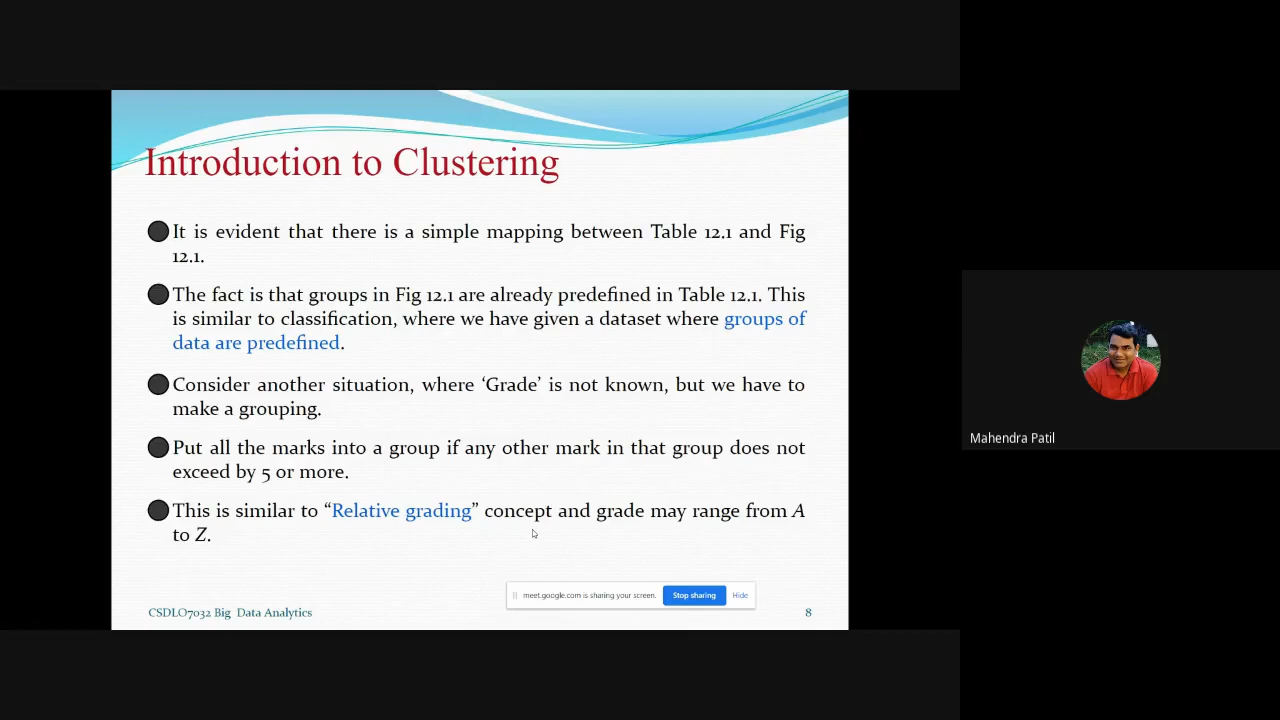 Introduction to Clustering
It is evident that there is a simple mapping between Table 12.1 and Fig
12.1.
The fact is that groups in Fig 12.1 are already predefined in Table 12.1. This
is similar to classification, where we have given a dataset where groups of
data are predefined.
Consider another situation, where ‘Grade’ is not known, but we have to
make a grouping.
Put all the marks into a group if any other mark in that group does not
exceed by 5 or more.
This is similar to “Relative grading” concept and grade may range from A
to Z.
meet.google.com is sharing your screen. Stop sharing Hide
CSDLO7032 Big Data Analytics 8
Mahendra Patil